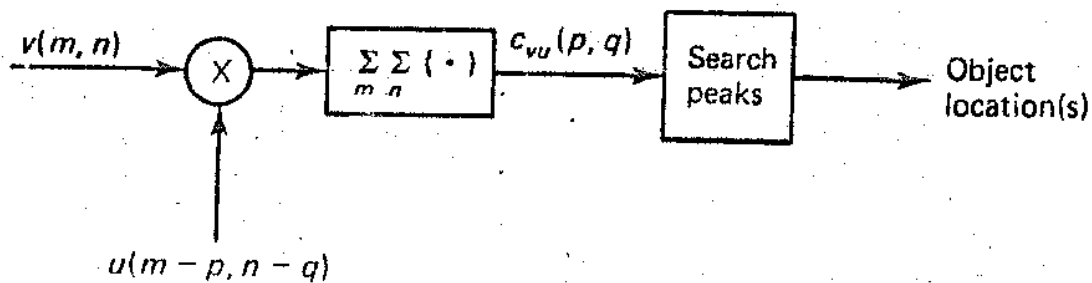 v(m, n)
X
Σ Σ { · }
m n
c_vu(p, q)
Search
peaks
Object
location(s)
u(m − p, n − q)